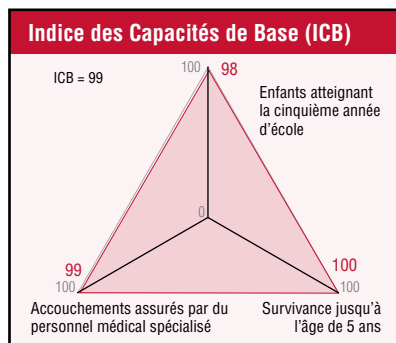 Indice des Capacités de Base (ICB)
ICB = 99
100
98
Enfants atteignant
la cinquième année
d'école
0
99
100
100
100
Accouchements assurés par du
personnel médical spécialisé
Survivance jusqu'à
l'âge de 5 ans